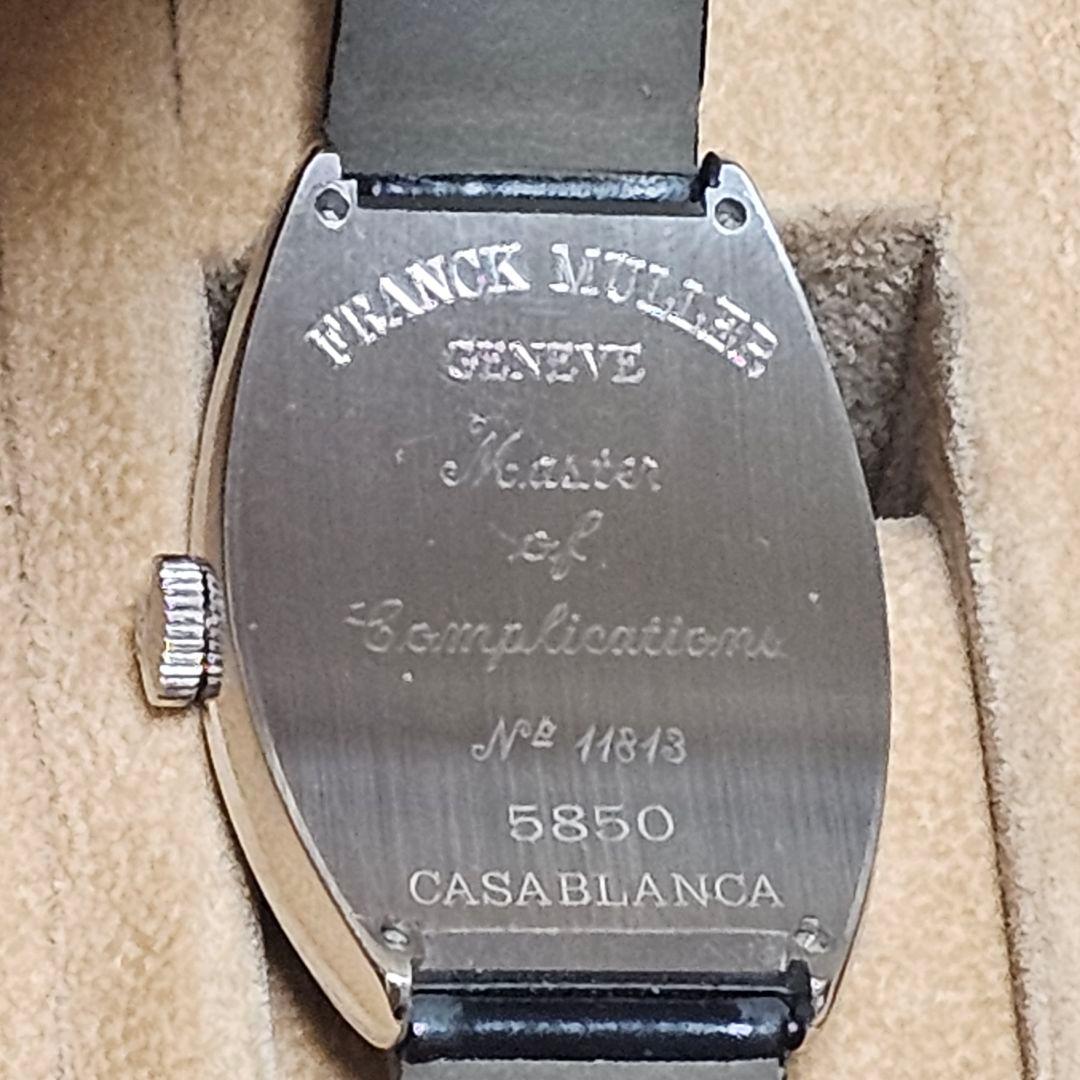 FRANCK MULLER
GENEVE
Master
of
Complications
Nº 11813
5850
CASABLANCA